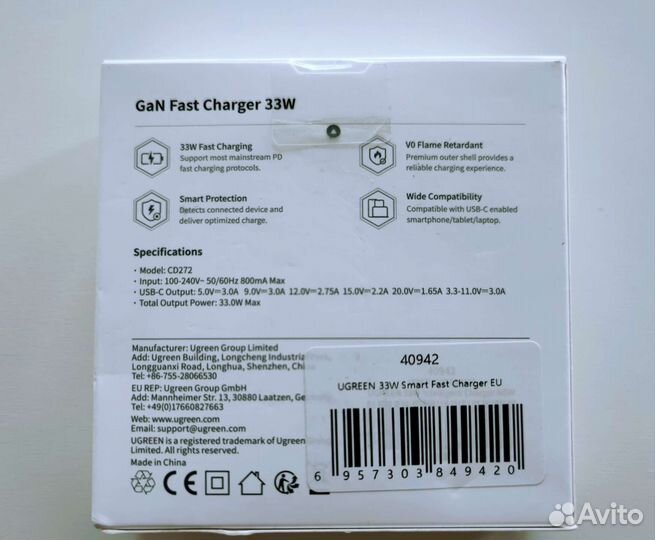 GaN Fast Charger 33W
33W Fast Charging
Support most mainstream PD
fast charging protocols.
V0 Flame Retardant
Premium outer shell provides a
reliable charging experience.
Smart Protection
Detects connected device and
deliver optimized charge.
Wide Compatibility
Compatible with USB-C enabled
smartphone/tablet/laptop.
Specifications
• Model: CD272
• Input: 100-240V~ 50/60Hz 800mA Max
• USB-C Output: 5.0V⎓3.0A 9.0V⎓3.0A 12.0V⎓2.75A 15.0V⎓2.2A 20.0V⎓1.65A 3.3-11.0V⎓3.0A
• Total Output Power: 33.0W Max
Manufacturer: Ugreen Group Limited
Add: Ugreen Building, Longcheng
Longguanxi Road, Longhua, Shenzhen,
Tel: +86-755-28066530
EU REP: Ugreen Group GmbH
Add: Mannheimer Str. 13, 30880 Laatzen,
Tel: +49(0)17660827663
Web: www.ugreen.com
Email: support@ugreen.com
UGREEN is a registered trademark of Ugreen
Limited. All rights reserved.
Made in China
CE
40942
40942
UGREEN 33W Smart Fast Charger EU
6 957303 849420
Avito